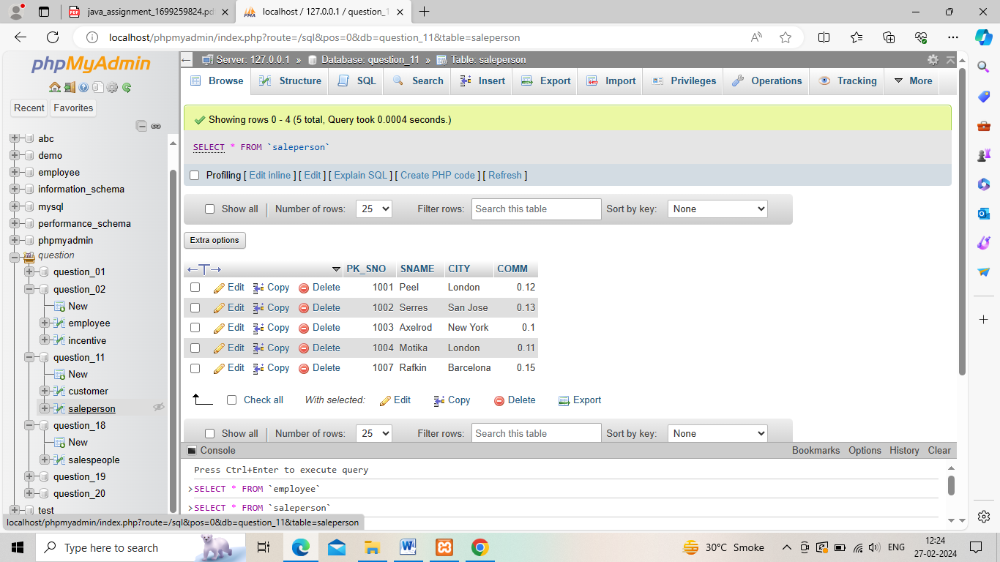 java_assignment_1699259824.pd
localhost / 127.0.0.1 / question_1
localhost/phpmyadmin/index.php?route=/sql&pos=0&db=question_11&table=saleperson
phpMyAdmin
Recent Favorites
abc
demo
employee
information_schema
mysql
performance_schema
phpmyadmin
question
question_01
question_02
New
employee
incentive
question_11
New
customer
saleperson
question_18
New
salespeople
question_19
question_20
test
Server: 127.0.0.1 » Database: question_11 » Table: saleperson
Browse Structure SQL Search Insert Export Import Privileges Operations Tracking More
Showing rows 0 - 4 (5 total, Query took 0.0004 seconds.)
SELECT * FROM `saleperson`
Profiling [ Edit inline ] [ Edit ] [ Explain SQL ] [ Create PHP code ] [ Refresh ]
Show all Number of rows: 25 Filter rows: Search this table Sort by key: None
Extra options
PK_SNO SNAME CITY COMM
Edit Copy Delete 1001 Peel London 0.12
Edit Copy Delete 1002 Serres San Jose 0.13
Edit Copy Delete 1003 Axelrod New York 0.1
Edit Copy Delete 1004 Motika London 0.11
Edit Copy Delete 1007 Rafkin Barcelona 0.15
Check all With selected: Edit Copy Delete Export
Show all Number of rows: 25 Filter rows: Search this table Sort by key: None
Console Bookmarks Options History Clear
Press Ctrl+Enter to execute query
>SELECT * FROM `employee`
>SELECT * FROM `saleperson`
localhost/phpmyadmin/index.php?route=/sql&pos=0&db=question_11&table=saleperson
Type here to search
30°C Smoke
ENG
12:24
27-02-2024